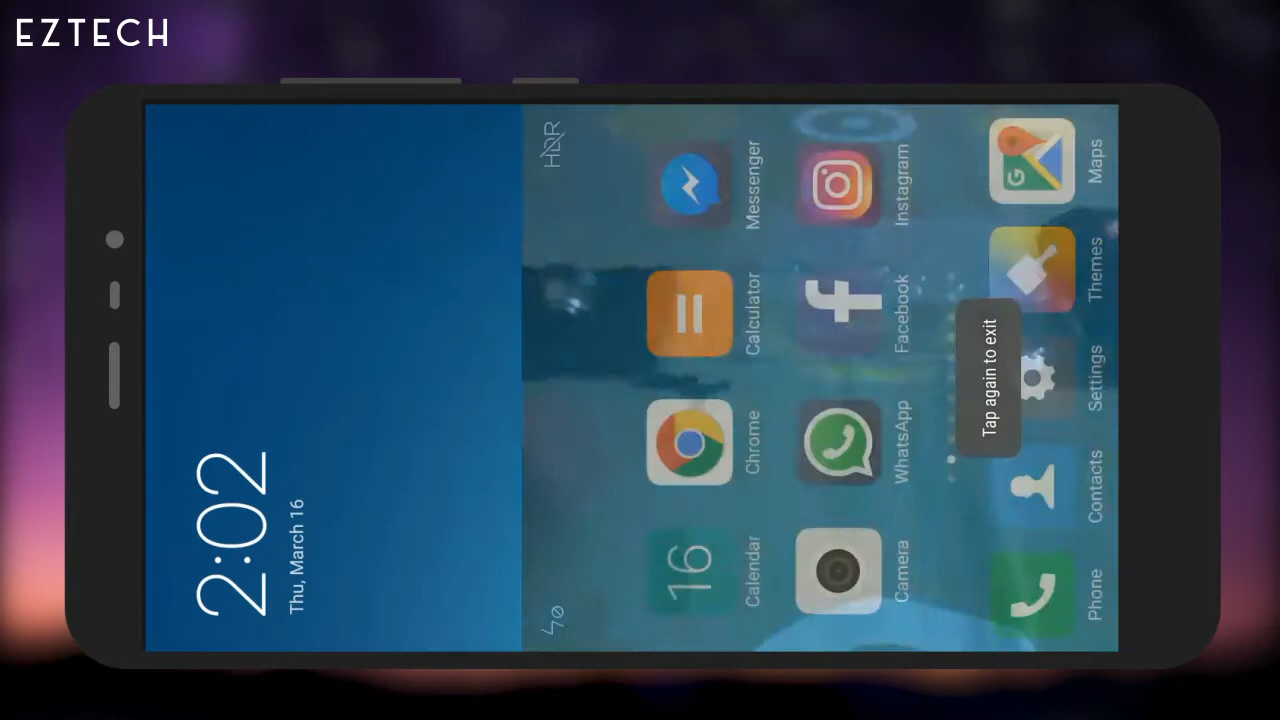 EZTECH
2:02
Thu, March 16
HDR
16
Calendar
Chrome
Calculator
Messenger
Camera
WhatsApp
Facebook
Instagram
Tap again to exit
G
Phone
Contacts
Settings
Themes
Maps